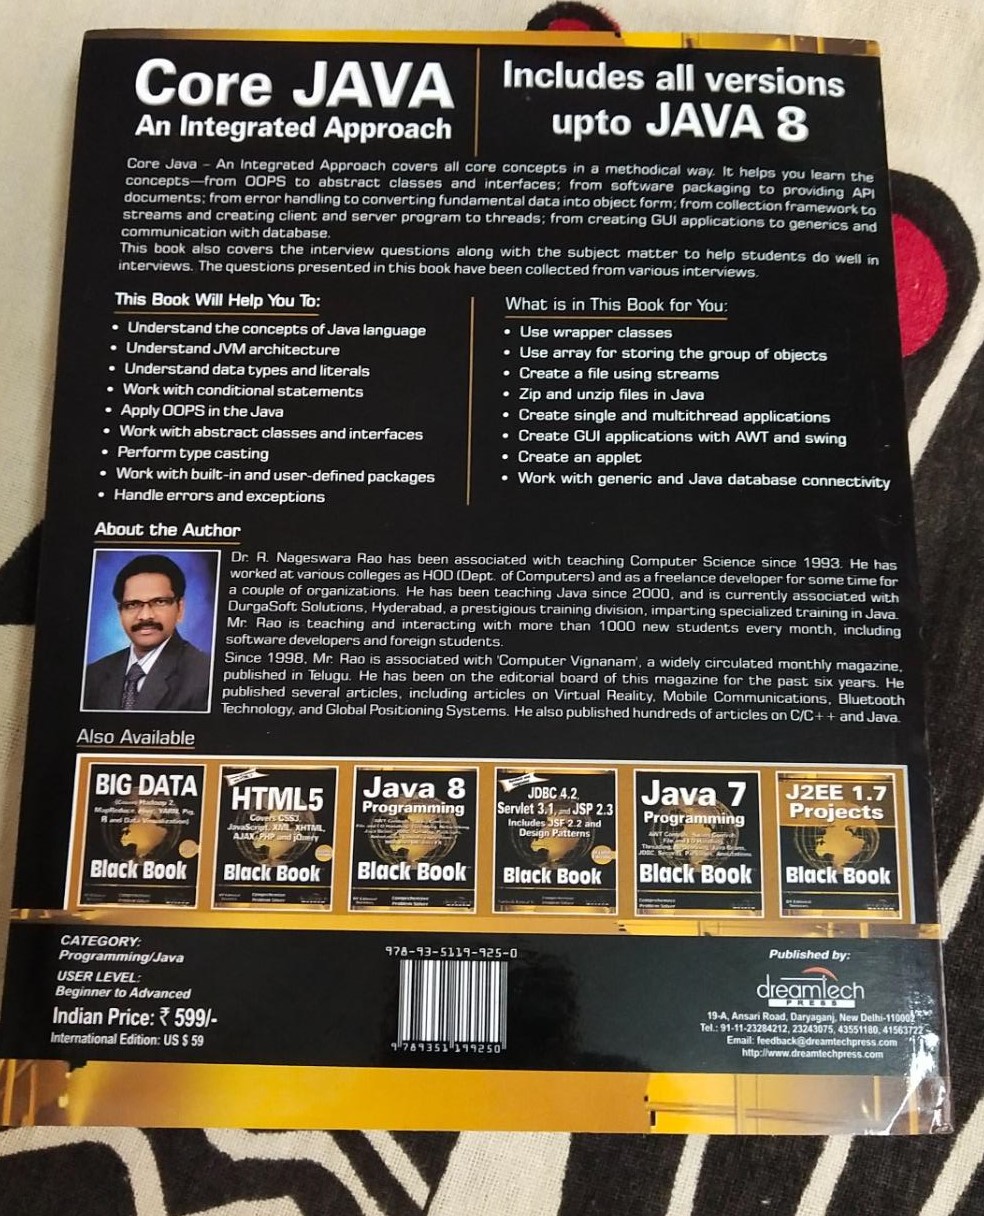 Core JAVA
An Integrated Approach
Includes all versions
upto JAVA 8
Core Java – An Integrated Approach covers all core concepts in a methodical way. It helps you learn the
concepts—from OOPS to abstract classes and interfaces; from software packaging to providing API
documents; from error handling to converting fundamental data into object form; from collection framework to
streams and creating client and server program to threads; from creating GUI applications to generics and
communication with database.
This book also covers the interview questions along with the subject matter to help students do well in
interviews. The questions presented in this book have been collected from various interviews.
This Book Will Help You To:
• Understand the concepts of Java language
• Understand JVM architecture
• Understand data types and literals
• Work with conditional statements
• Apply OOPS in the Java
• Work with abstract classes and interfaces
• Perform type casting
• Work with built-in and user-defined packages
• Handle errors and exceptions
What is in This Book for You:
• Use wrapper classes
• Use array for storing the group of objects
• Create a file using streams
• Zip and unzip files in Java
• Create single and multithread applications
• Create GUI applications with AWT and swing
• Create an applet
• Work with generic and Java database connectivity
About the Author
Dr. R. Nageswara Rao has been associated with teaching Computer Science since 1993. He has
worked at various colleges as HOD (Dept. of Computers) and as a freelance developer for some time for
a couple of organizations. He has been teaching Java since 2000, and is currently associated with
DurgaSoft Solutions, Hyderabad, a prestigious training division, imparting specialized training in Java.
Mr. Rao is teaching and interacting with more than 1000 new students every month, including
software developers and foreign students.
Since 1998, Mr. Rao is associated with 'Computer Vignanam', a widely circulated monthly magazine,
published in Telugu. He has been on the editorial board of this magazine for the past six years. He
published several articles, including articles on Virtual Reality, Mobile Communications, Bluetooth
Technology, and Global Positioning Systems. He also published hundreds of articles on C/C++ and Java.
Also Available
BIG DATA
(Covers Hadoop 2,
MapReduce, Hive, YARN, Pig,
R and Data Visualization)
Black Book
HTML5
Covers CSS3,
JavaScript, XML, XHTML,
AJAX, PHP and jQuery
Black Book
Java 8
Programming
Black Book
JDBC 4.2,
Servlet 3.1, and JSP 2.3
Includes JSF 2.2 and
Design Patterns
Black Book
Java 7
Programming
Black Book
J2EE 1.7
Projects
Black Book
CATEGORY:
Programming/Java
USER LEVEL:
Beginner to Advanced
Indian Price: ₹ 599/-
International Edition: US $ 59
978-93-5119-925-0
9 789351 199250
Published by:
dreamtech
PRESS
19-A, Ansari Road, Daryaganj, New Delhi-110002
Tel.: 91-11-23284212, 23243075, 43551180, 41563722
Email: feedback@dreamtechpress.com
http://www.dreamtechpress.com